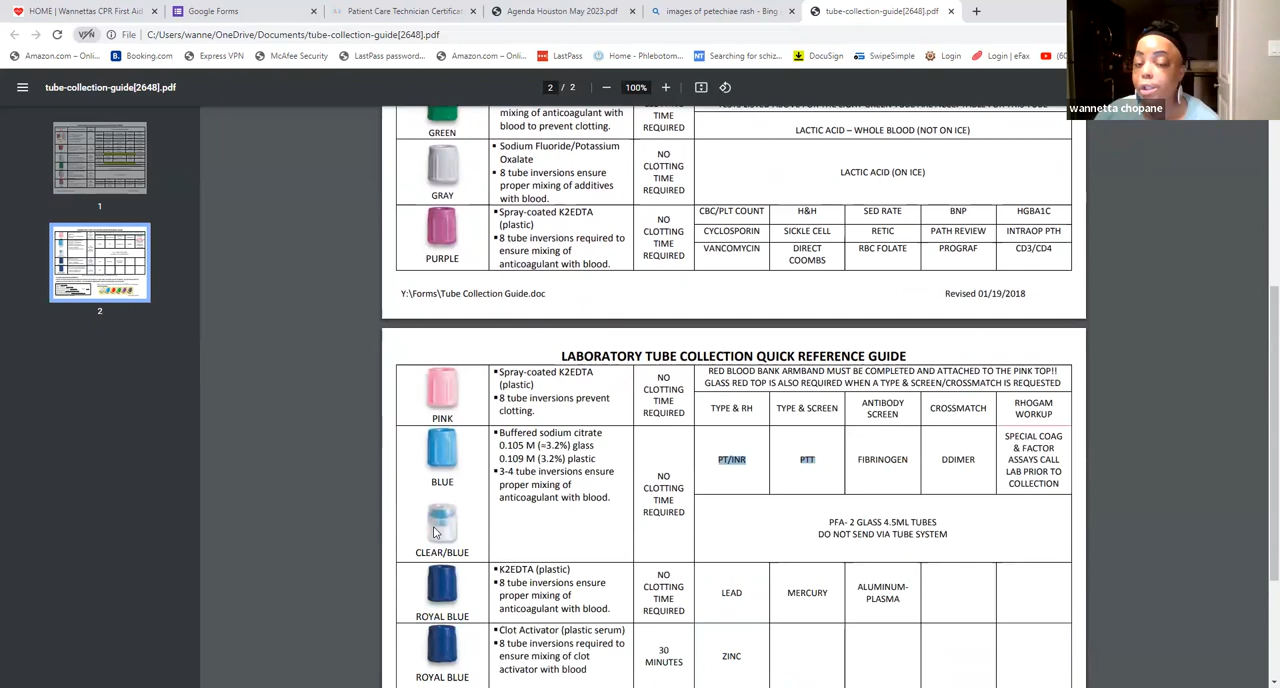 HOME | Wannettas CPR First Aid
Google Forms
Patient Care Technician Certificat
Agenda Houston May 2023.pdf
images of petechiae rash - Bing
tube-collection-guide[2648].pdf
VPN
File
C:/Users/wanne/OneDrive/Documents/tube-collection-guide[2648].pdf
Amazon.com
Booking.com
Express VPN
McAfee Security
LastPass password...
Amazon.com
LastPass
Home - Phlebotom...
Searching for schiz...
DocuSign
SwipeSimple
Login
Login | eFax
(60
wannetta chopane
tube-collection-guide[2648].pdf
2 / 2
100%
1
2
GREEN
mixing of anticoagulant with
blood to prevent clotting.
CLOTTING
TIME
REQUIRED
LACTIC ACID – WHOLE BLOOD (NOT ON ICE)
GRAY
Sodium Fluoride/Potassium
Oxalate
8 tube inversions ensure
proper mixing of additives
with blood.
NO
CLOTTING
TIME
REQUIRED
LACTIC ACID (ON ICE)
PURPLE
Spray-coated K2EDTA
(plastic)
8 tube inversions required to
ensure mixing of
anticoagulant with blood.
NO
CLOTTING
TIME
REQUIRED
CBC/PLT COUNT H&H SED RATE BNP HGBA1C
CYCLOSPORIN SICKLE CELL RETIC PATH REVIEW INTRAOP PTH
VANCOMYCIN DIRECT RBC FOLATE PROGRAF CD3/CD4
COOMBS
Y:\Forms\Tube Collection Guide.doc
Revised 01/19/2018
LABORATORY TUBE COLLECTION QUICK REFERENCE GUIDE
PINK
Spray-coated K2EDTA
(plastic)
8 tube inversions prevent
clotting.
NO
CLOTTING
TIME
REQUIRED
RED BLOOD BANK ARMBAND MUST BE COMPLETED AND ATTACHED TO THE PINK TOP!!
GLASS RED TOP IS ALSO REQUIRED WHEN A TYPE & SCREEN/CROSSMATCH IS REQUESTED
TYPE & RH
TYPE & SCREEN
ANTIBODY
SCREEN
CROSSMATCH
RHOGAM
WORKUP
BLUE
CLEAR/BLUE
Buffered sodium citrate
0.105 M (≈3.2%) glass
0.109 M (3.2%) plastic
3-4 tube inversions ensure
proper mixing of
anticoagulant with blood.
NO
CLOTTING
TIME
REQUIRED
PT/INR
PTT
FIBRINOGEN
DDIMER
SPECIAL COAG
& FACTOR
ASSAYS CALL
LAB PRIOR TO
COLLECTION
PFA- 2 GLASS 4.5ML TUBES
DO NOT SEND VIA TUBE SYSTEM
ROYAL BLUE
K2EDTA (plastic)
8 tube inversions ensure
proper mixing of
anticoagulant with blood.
NO
CLOTTING
TIME
REQUIRED
LEAD
MERCURY
ALUMINUM-
PLASMA
ROYAL BLUE
Clot Activator (plastic serum)
8 tube inversions required to
ensure mixing of clot
activator with blood
30
MINUTES
ZINC